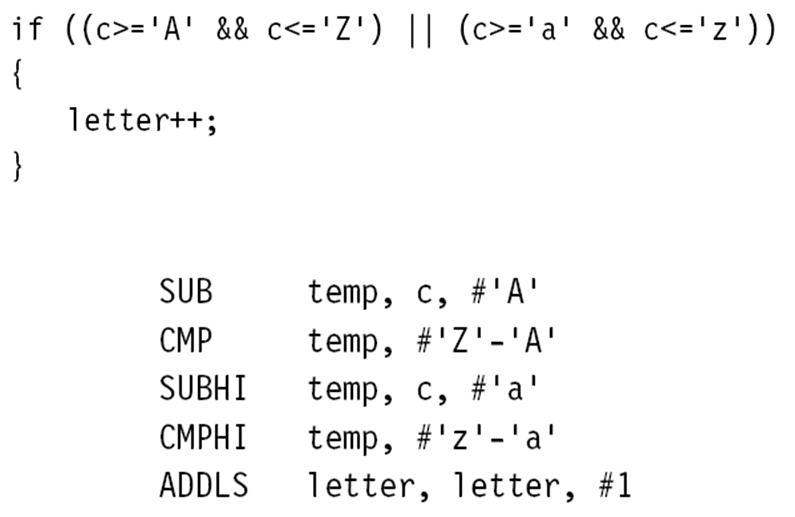 if ((c>='A' && c<='Z') || (c>='a' && c<='z'))
{
letter++;
}
SUB temp, c, #'A'
CMP temp, #'Z'-'A'
SUBHI temp, c, #'a'
CMPHI temp, #'z'-'a'
ADDLS letter, letter, #1